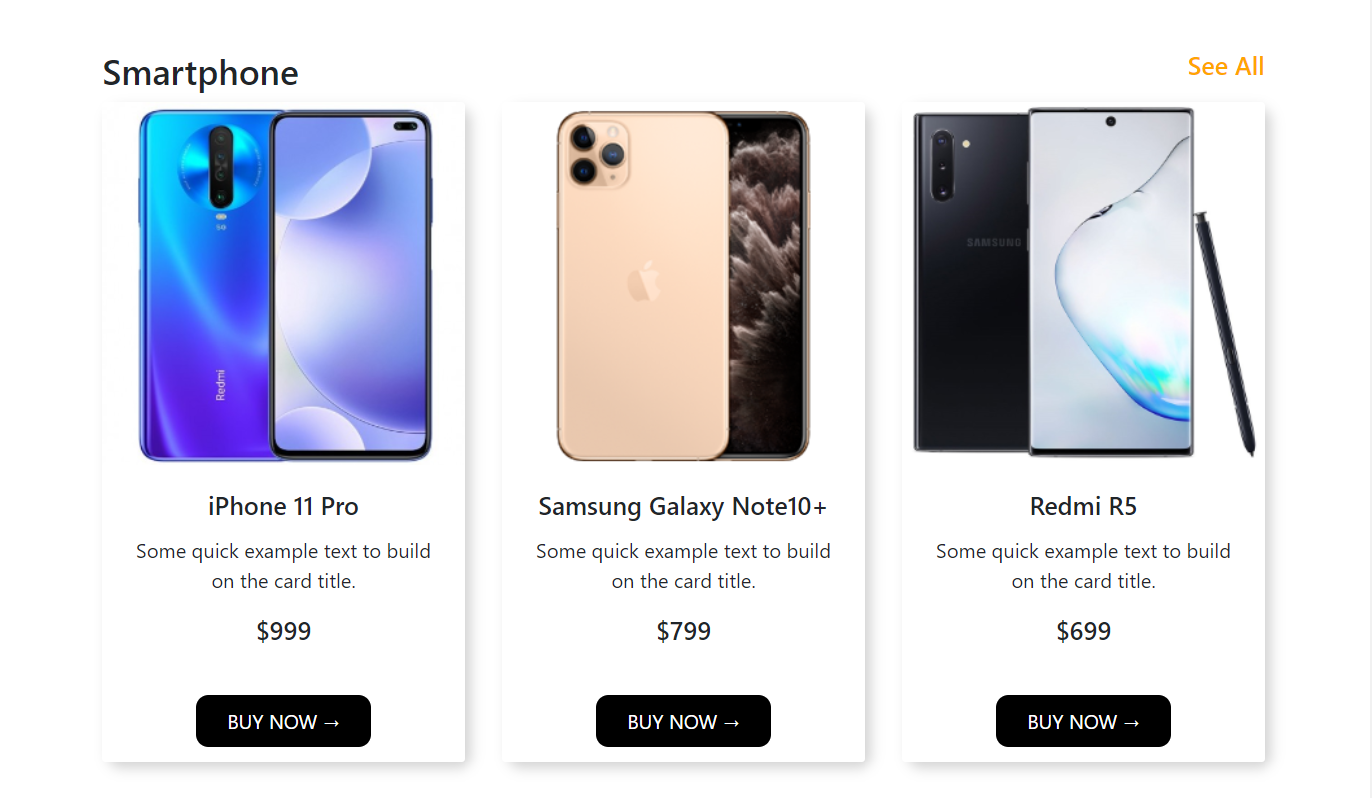 Smartphone
See All
5G
Redmi
SAMSUNG
iPhone 11 Pro
Some quick example text to build
on the card title.
$999
BUY NOW →
Samsung Galaxy Note10+
Some quick example text to build
on the card title.
$799
BUY NOW →
Redmi R5
Some quick example text to build
on the card title.
$699
BUY NOW →